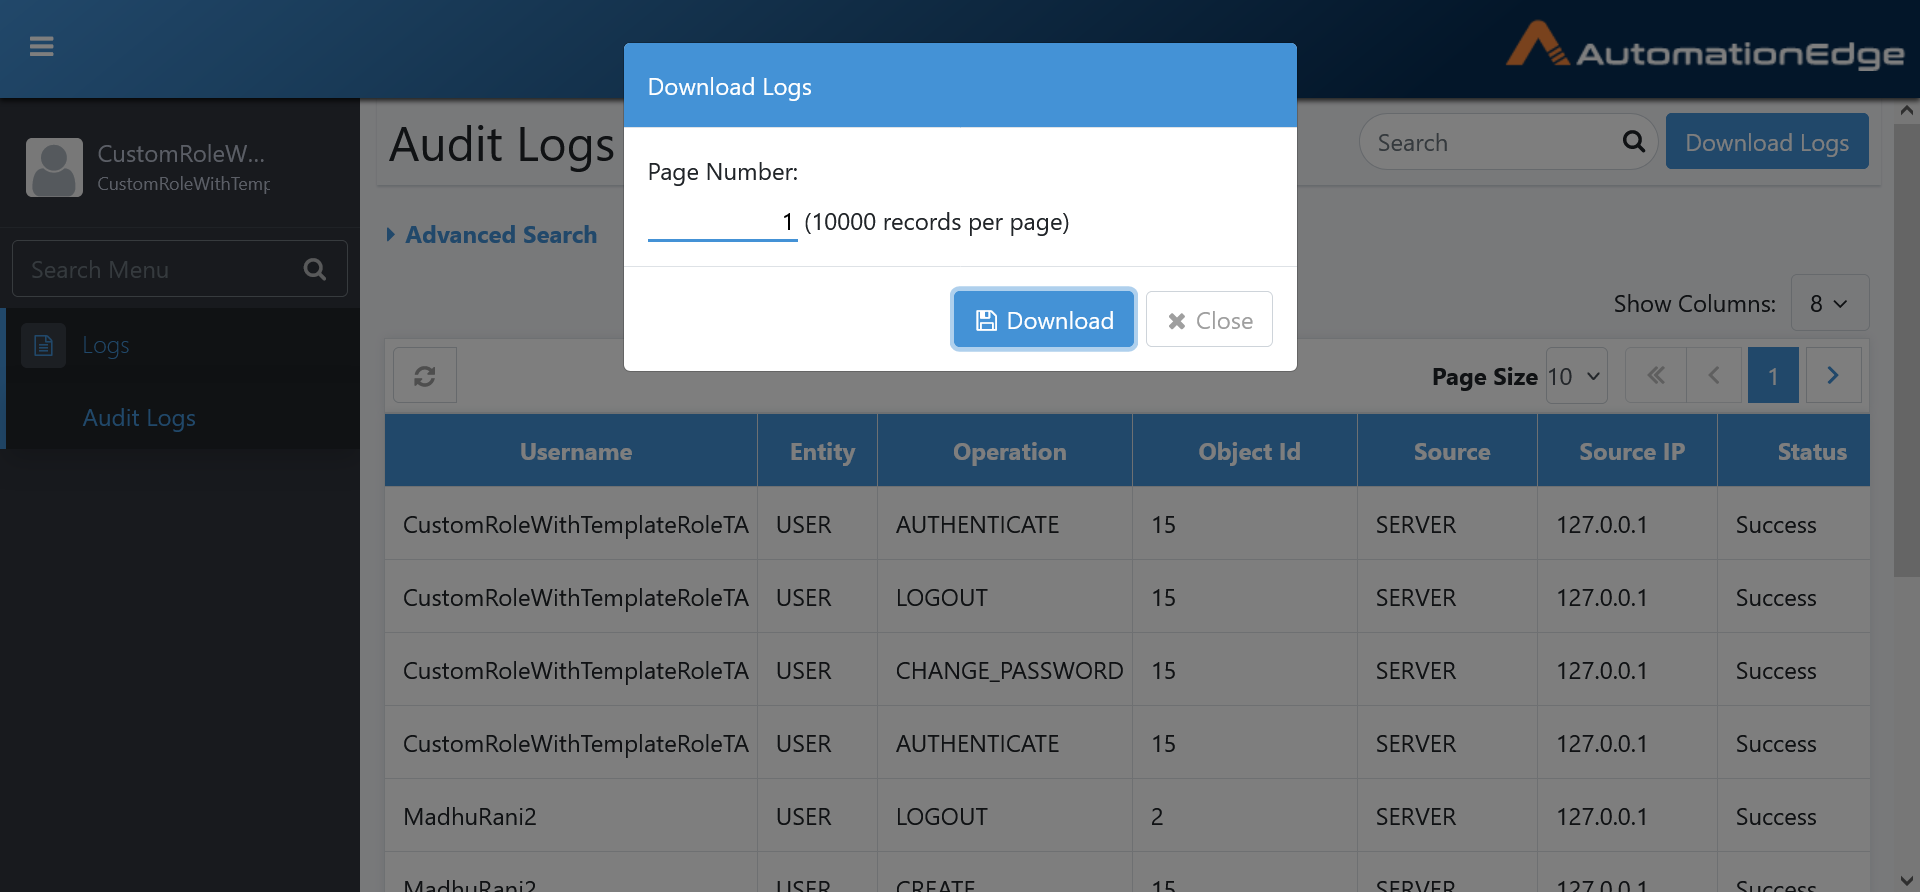 AutomationEdge
Download Logs
Page Number:
1 (10000 records per page)
Download
Close
CustomRoleW...
CustomRoleWithTemp
Search Menu
Logs
Audit Logs
Audit Logs
Search
Download Logs
Advanced Search
Show Columns: 8
Page Size 10 1
Username Entity Operation Object Id Source Source IP Status
CustomRoleWithTemplateRoleTA USER AUTHENTICATE 15 SERVER 127.0.0.1 Success
CustomRoleWithTemplateRoleTA USER LOGOUT 15 SERVER 127.0.0.1 Success
CustomRoleWithTemplateRoleTA USER CHANGE_PASSWORD 15 SERVER 127.0.0.1 Success
CustomRoleWithTemplateRoleTA USER AUTHENTICATE 15 SERVER 127.0.0.1 Success
MadhuRani2 USER LOGOUT 2 SERVER 127.0.0.1 Success
MadhuRani2 USER CREATE 15 SERVER 127.0.0.1 Success